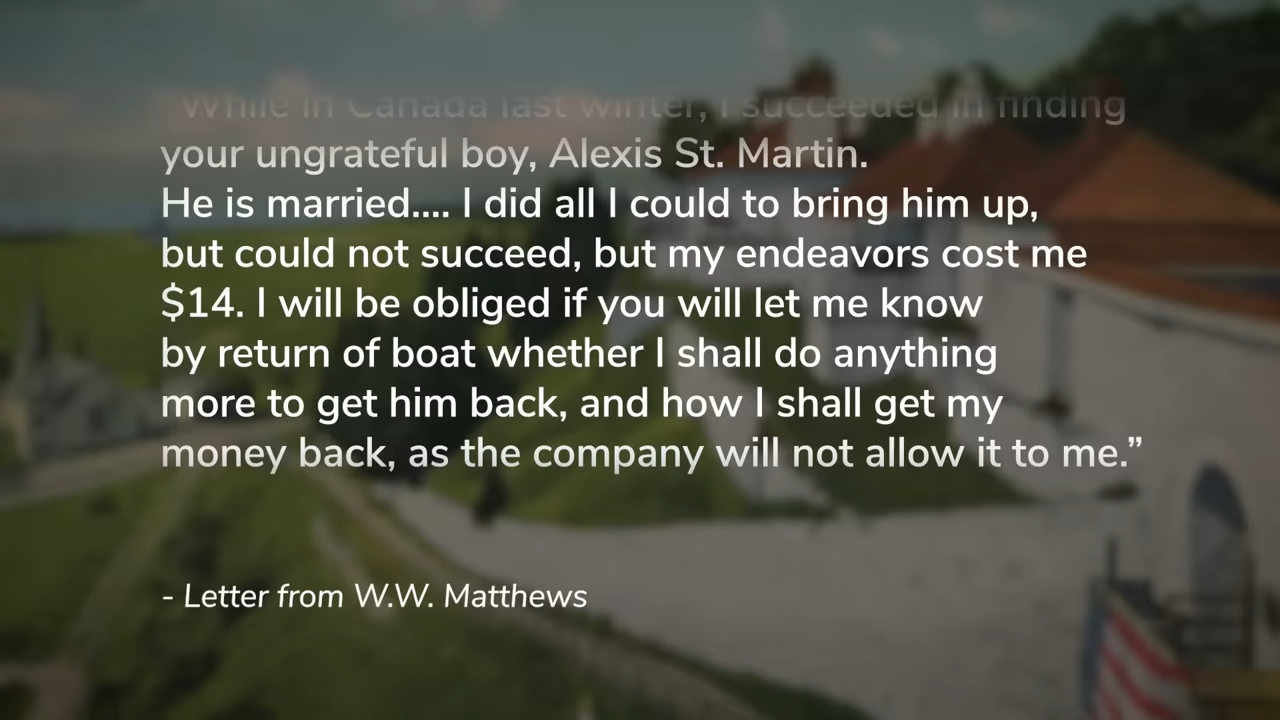 "While in Canada last winter, I succeeded in finding
your ungrateful boy, Alexis St. Martin.
He is married.... I did all I could to bring him up,
but could not succeed, but my endeavors cost me
$14. I will be obliged if you will let me know
by return of boat whether I shall do anything
more to get him back, and how I shall get my
money back, as the company will not allow it to me.”
- Letter from W.W. Matthews